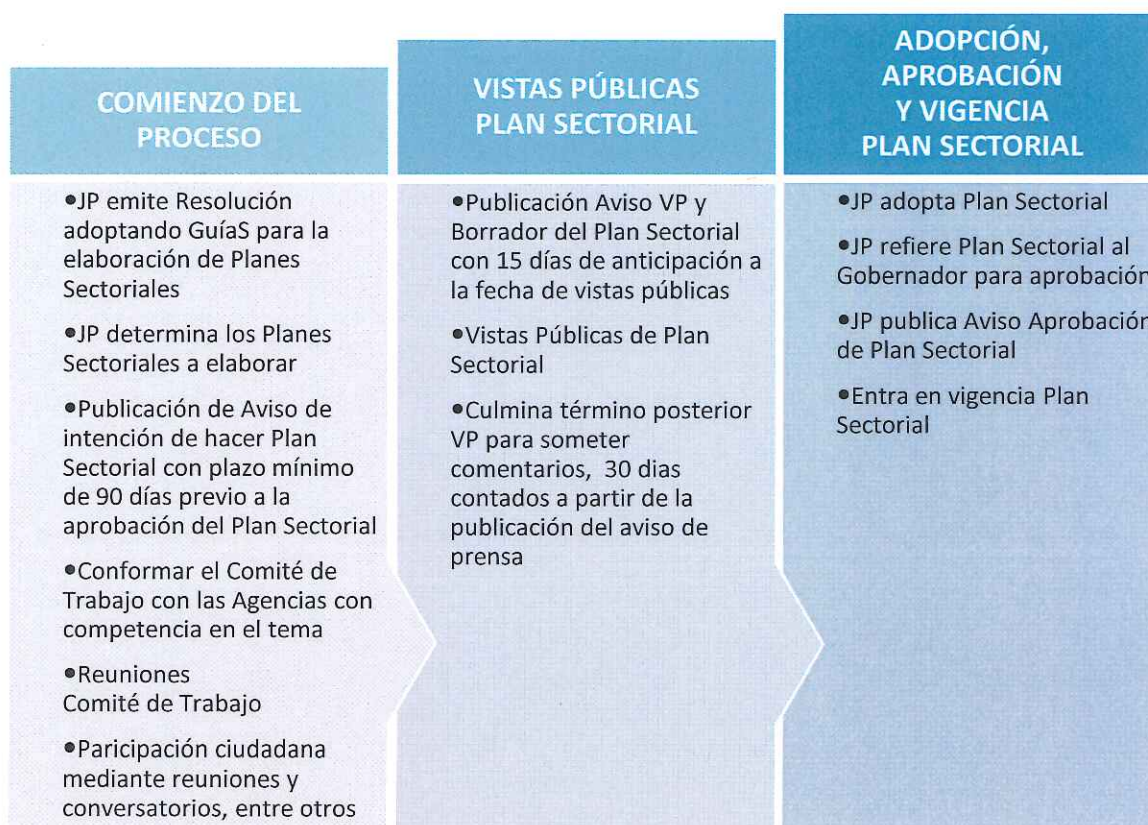 COMIENZO DEL
PROCESO
●JP emite Resolución
adoptando GuíaS para la
elaboración de Planes
Sectoriales
●JP determina los Planes
Sectoriales a elaborar
●Publicación de Aviso de
intención de hacer Plan
Sectorial con plazo mínimo
de 90 días previo a la
aprobación del Plan Sectorial
●Conformar el Comité de
Trabajo con las Agencias con
competencia en el tema
●Reuniones
Comité de Trabajo
●Paricipación ciudadana
mediante reuniones y
conversatorios, entre otros
VISTAS PÚBLICAS
PLAN SECTORIAL
●Publicación Aviso VP y
Borrador del Plan Sectorial
con 15 días de anticipación a
la fecha de vistas públicas
●Vistas Públicas de Plan
Sectorial
●Culmina término posterior
VP para someter
comentarios, 30 dias
contados a partir de la
publicación del aviso de
prensa
ADOPCIÓN,
APROBACIÓN
Y VIGENCIA
PLAN SECTORIAL
●JP adopta Plan Sectorial
●JP refiere Plan Sectorial al
Gobernador para aprobación
●JP publica Aviso Aprobación
de Plan Sectorial
●Entra en vigencia Plan
Sectorial